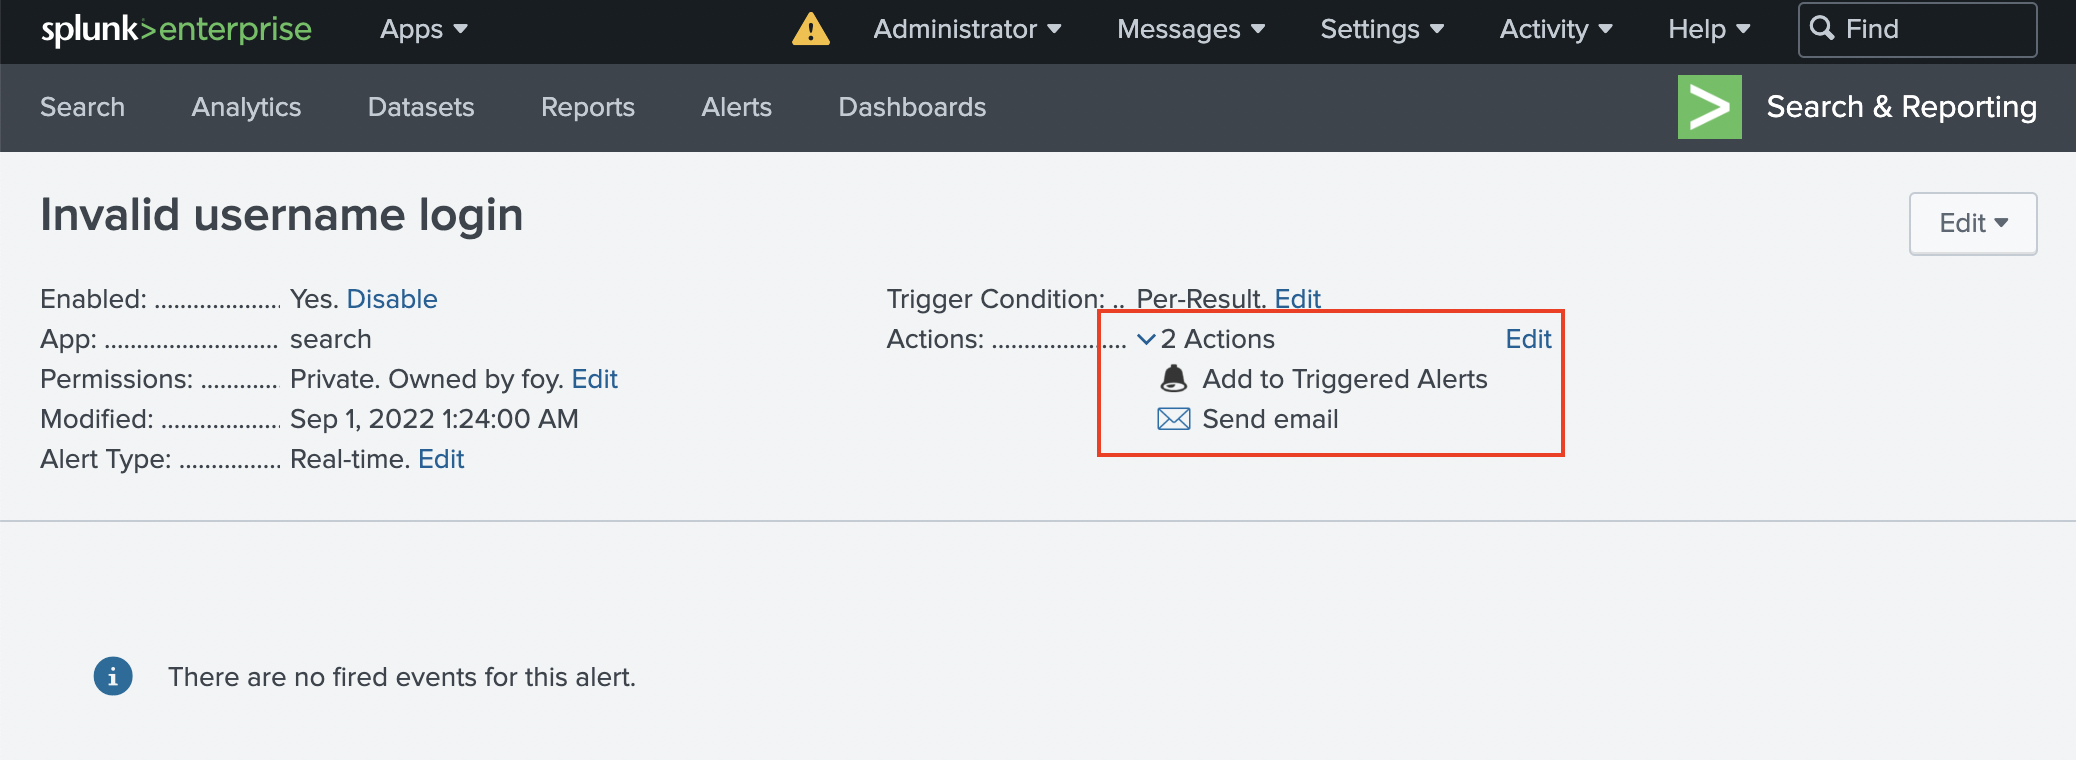 splunk>enterprise Apps Administrator Messages Settings Activity Help Find
Search Analytics Datasets Reports Alerts Dashboards Search & Reporting
Invalid username login
Edit
Enabled: ................... Yes. Disable
App: ........................... search
Permissions: ............ Private. Owned by foy. Edit
Modified: .................. Sep 1, 2022 1:24:00 AM
Alert Type: ................ Real-time. Edit
Trigger Condition: .. Per-Result. Edit
Actions: ..................... 2 Actions Edit
Add to Triggered Alerts
Send email
There are no fired events for this alert.